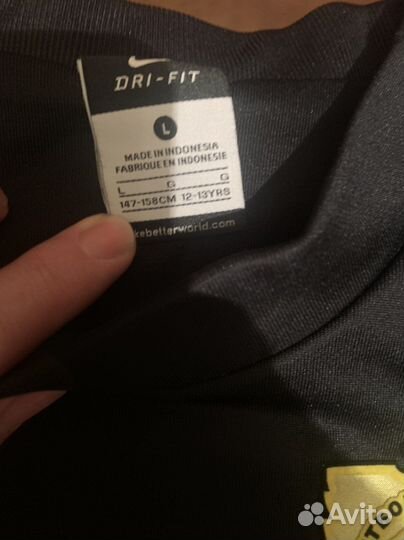 DRI-FIT
L
MADE IN INDONESIA
FABRIQUE EN INDONESIE
L G G
147-158CM 12-13YRS
kebetterworld.com
Avito